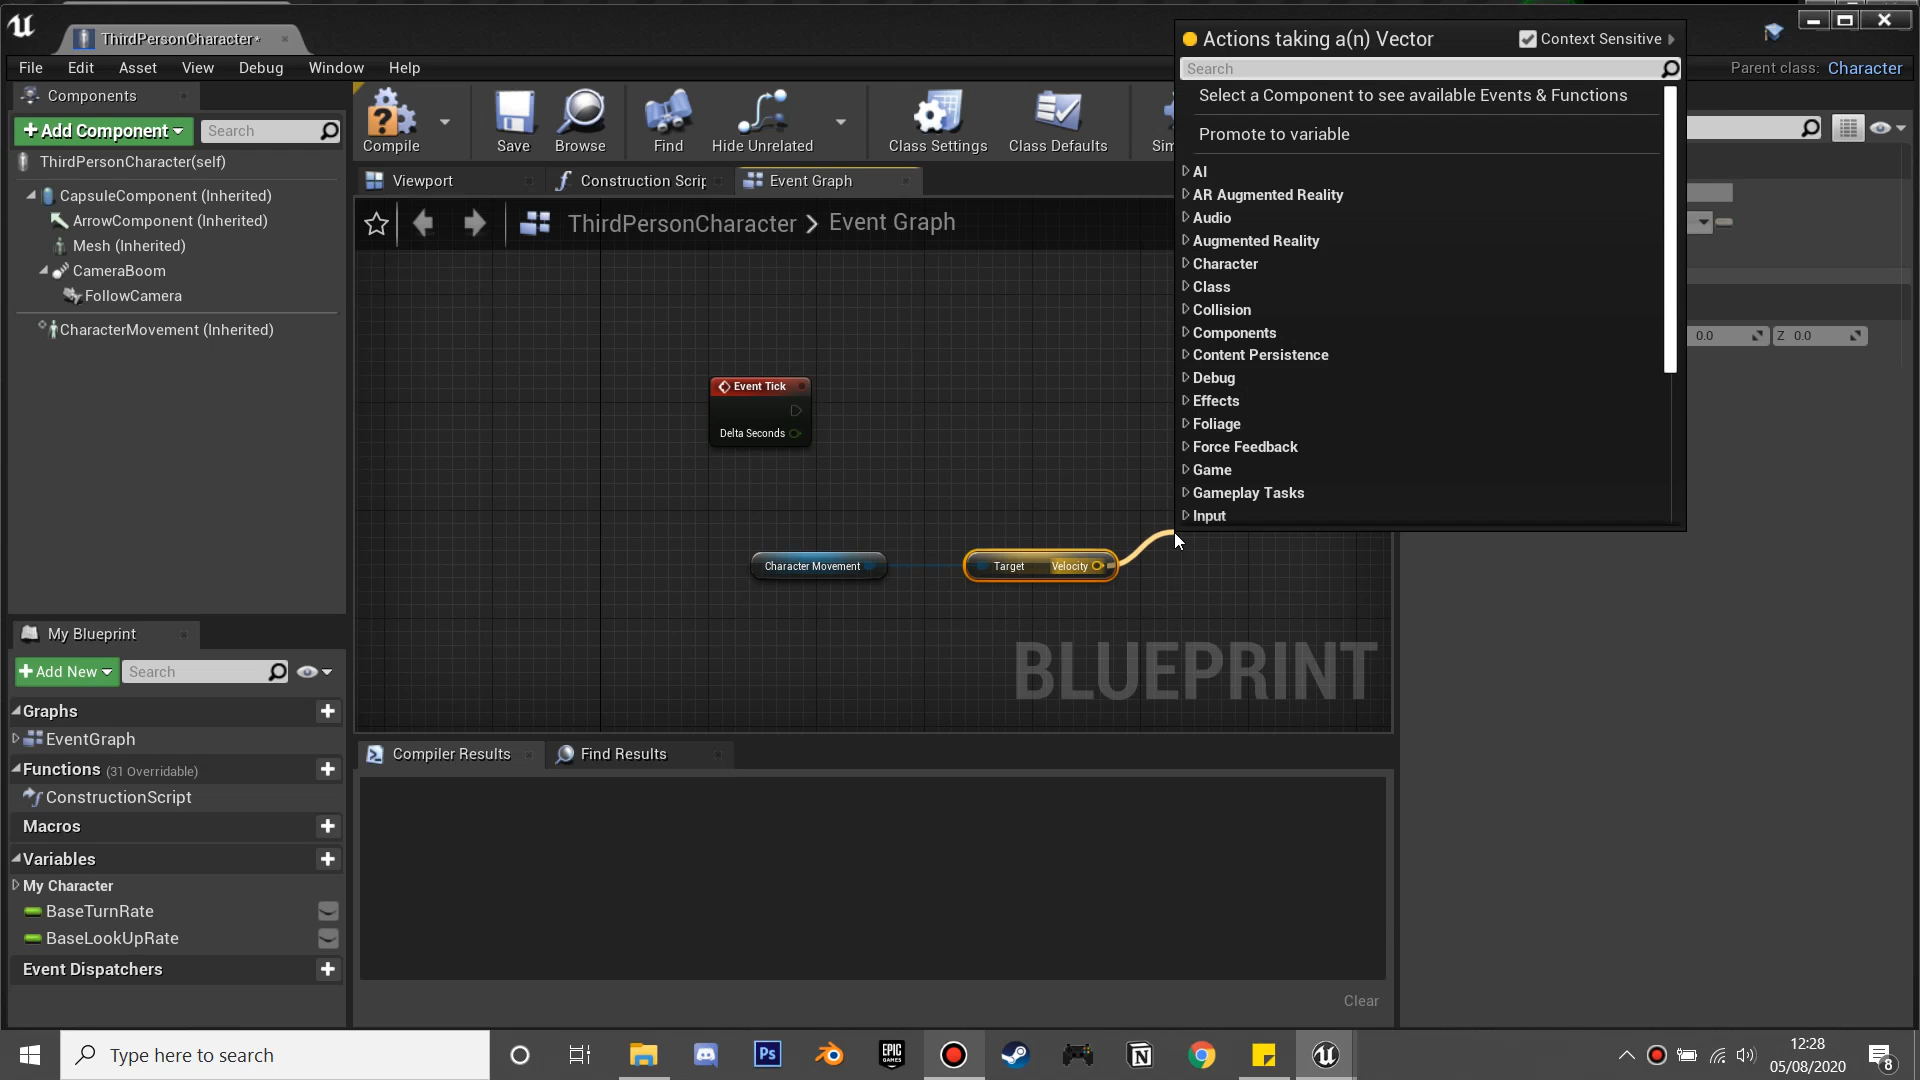 ThirdPersonCharacter*
File Edit Asset View Debug Window Help
Parent class: Character
Components
+Add Component Search
ThirdPersonCharacter(self)
CapsuleComponent (Inherited)
ArrowComponent (Inherited)
Mesh (Inherited)
CameraBoom
FollowCamera
CharacterMovement (Inherited)
Compile Save Browse Find Hide Unrelated Class Settings Class Defaults Sim
Viewport Construction Scrip Event Graph
ThirdPersonCharacter > Event Graph
Event Tick
Delta Seconds
Character Movement
Target Velocity
BLUEPRINT
Actions taking a(n) Vector Context Sensitive
Search
Select a Component to see available Events & Functions
Promote to variable
AI
AR Augmented Reality
Audio
Augmented Reality
Character
Class
Collision
Components
Content Persistence
Debug
Effects
Foliage
Force Feedback
Game
Gameplay Tasks
Input
0.0 Z 0.0
My Blueprint
+Add New Search
Graphs
EventGraph
Functions (31 Overridable)
ConstructionScript
Macros
Variables
My Character
BaseTurnRate
BaseLookUpRate
Event Dispatchers
Compiler Results Find Results
Clear
Type here to search
Ps
EPIC
GAMES
12:28
05/08/2020
8